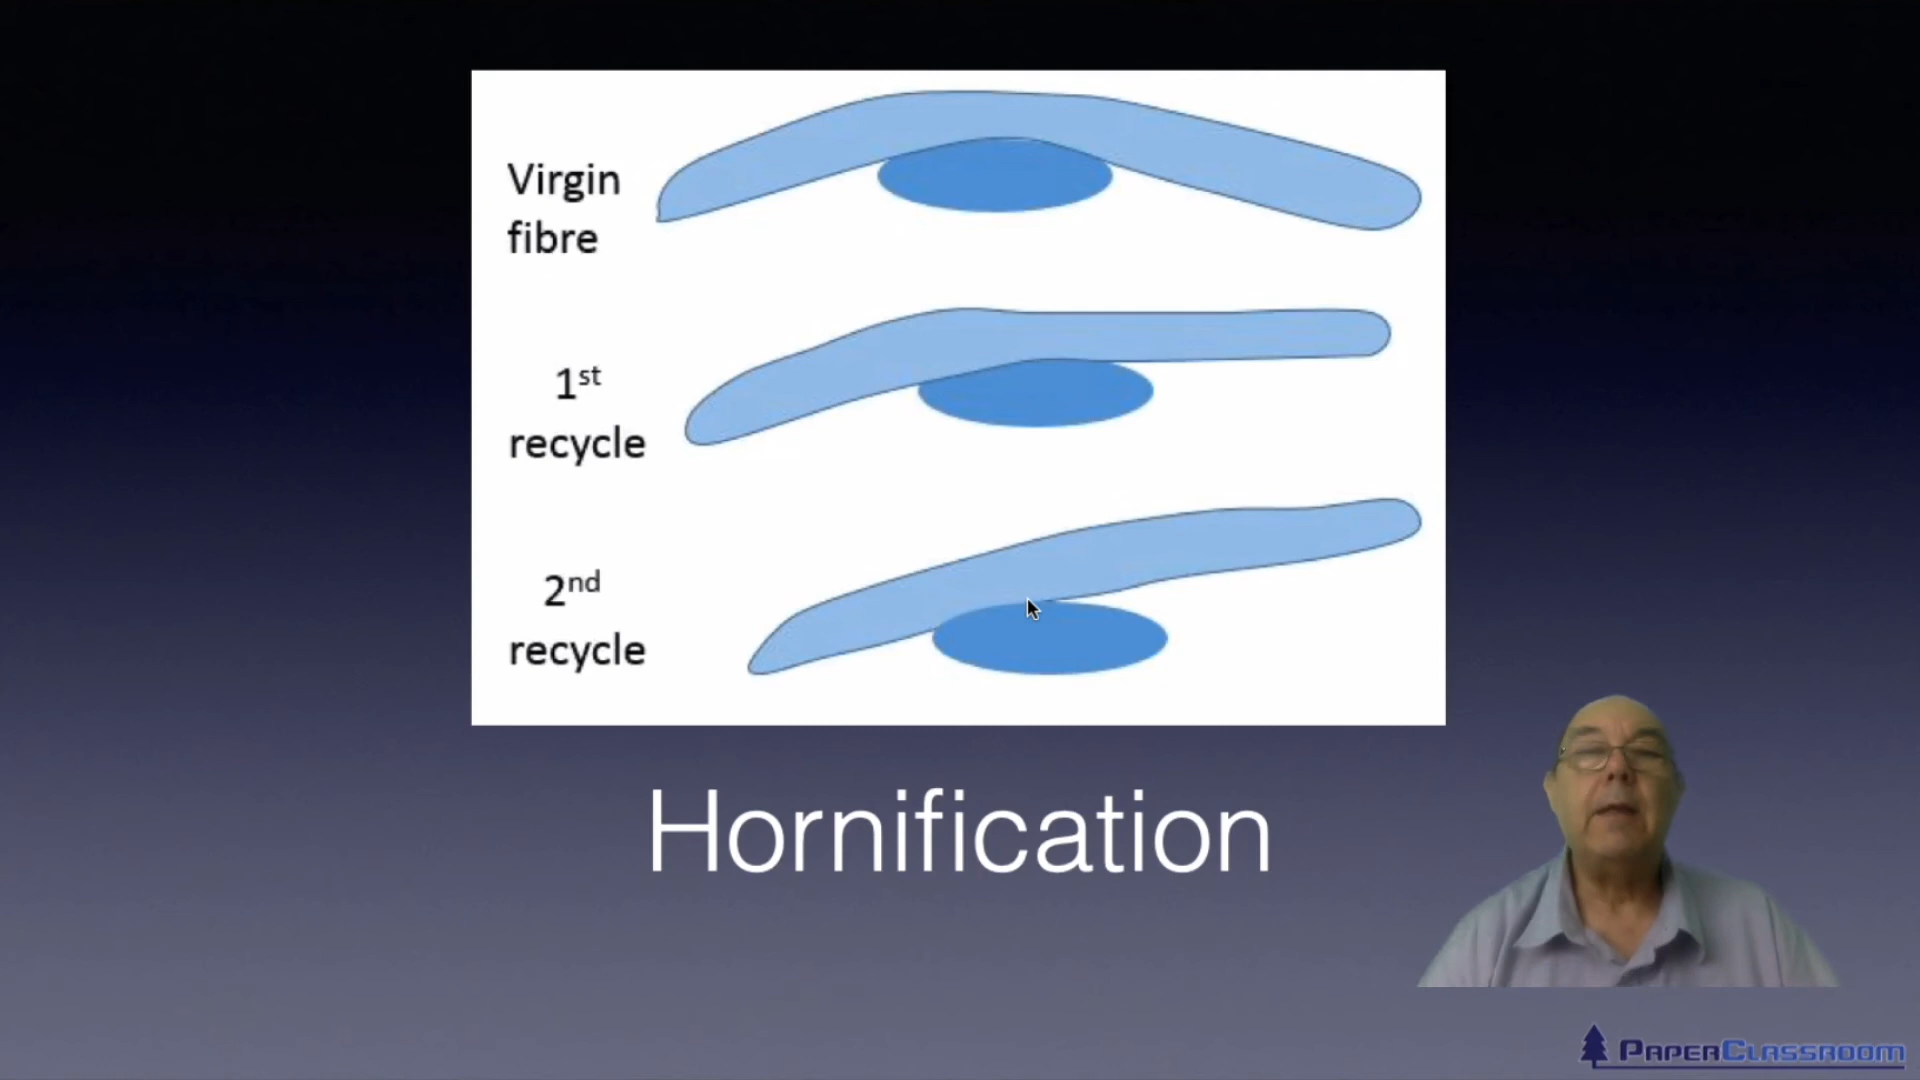 Virgin
fibre
1st
recycle
2nd
recycle
Hornification
PaperClassroom